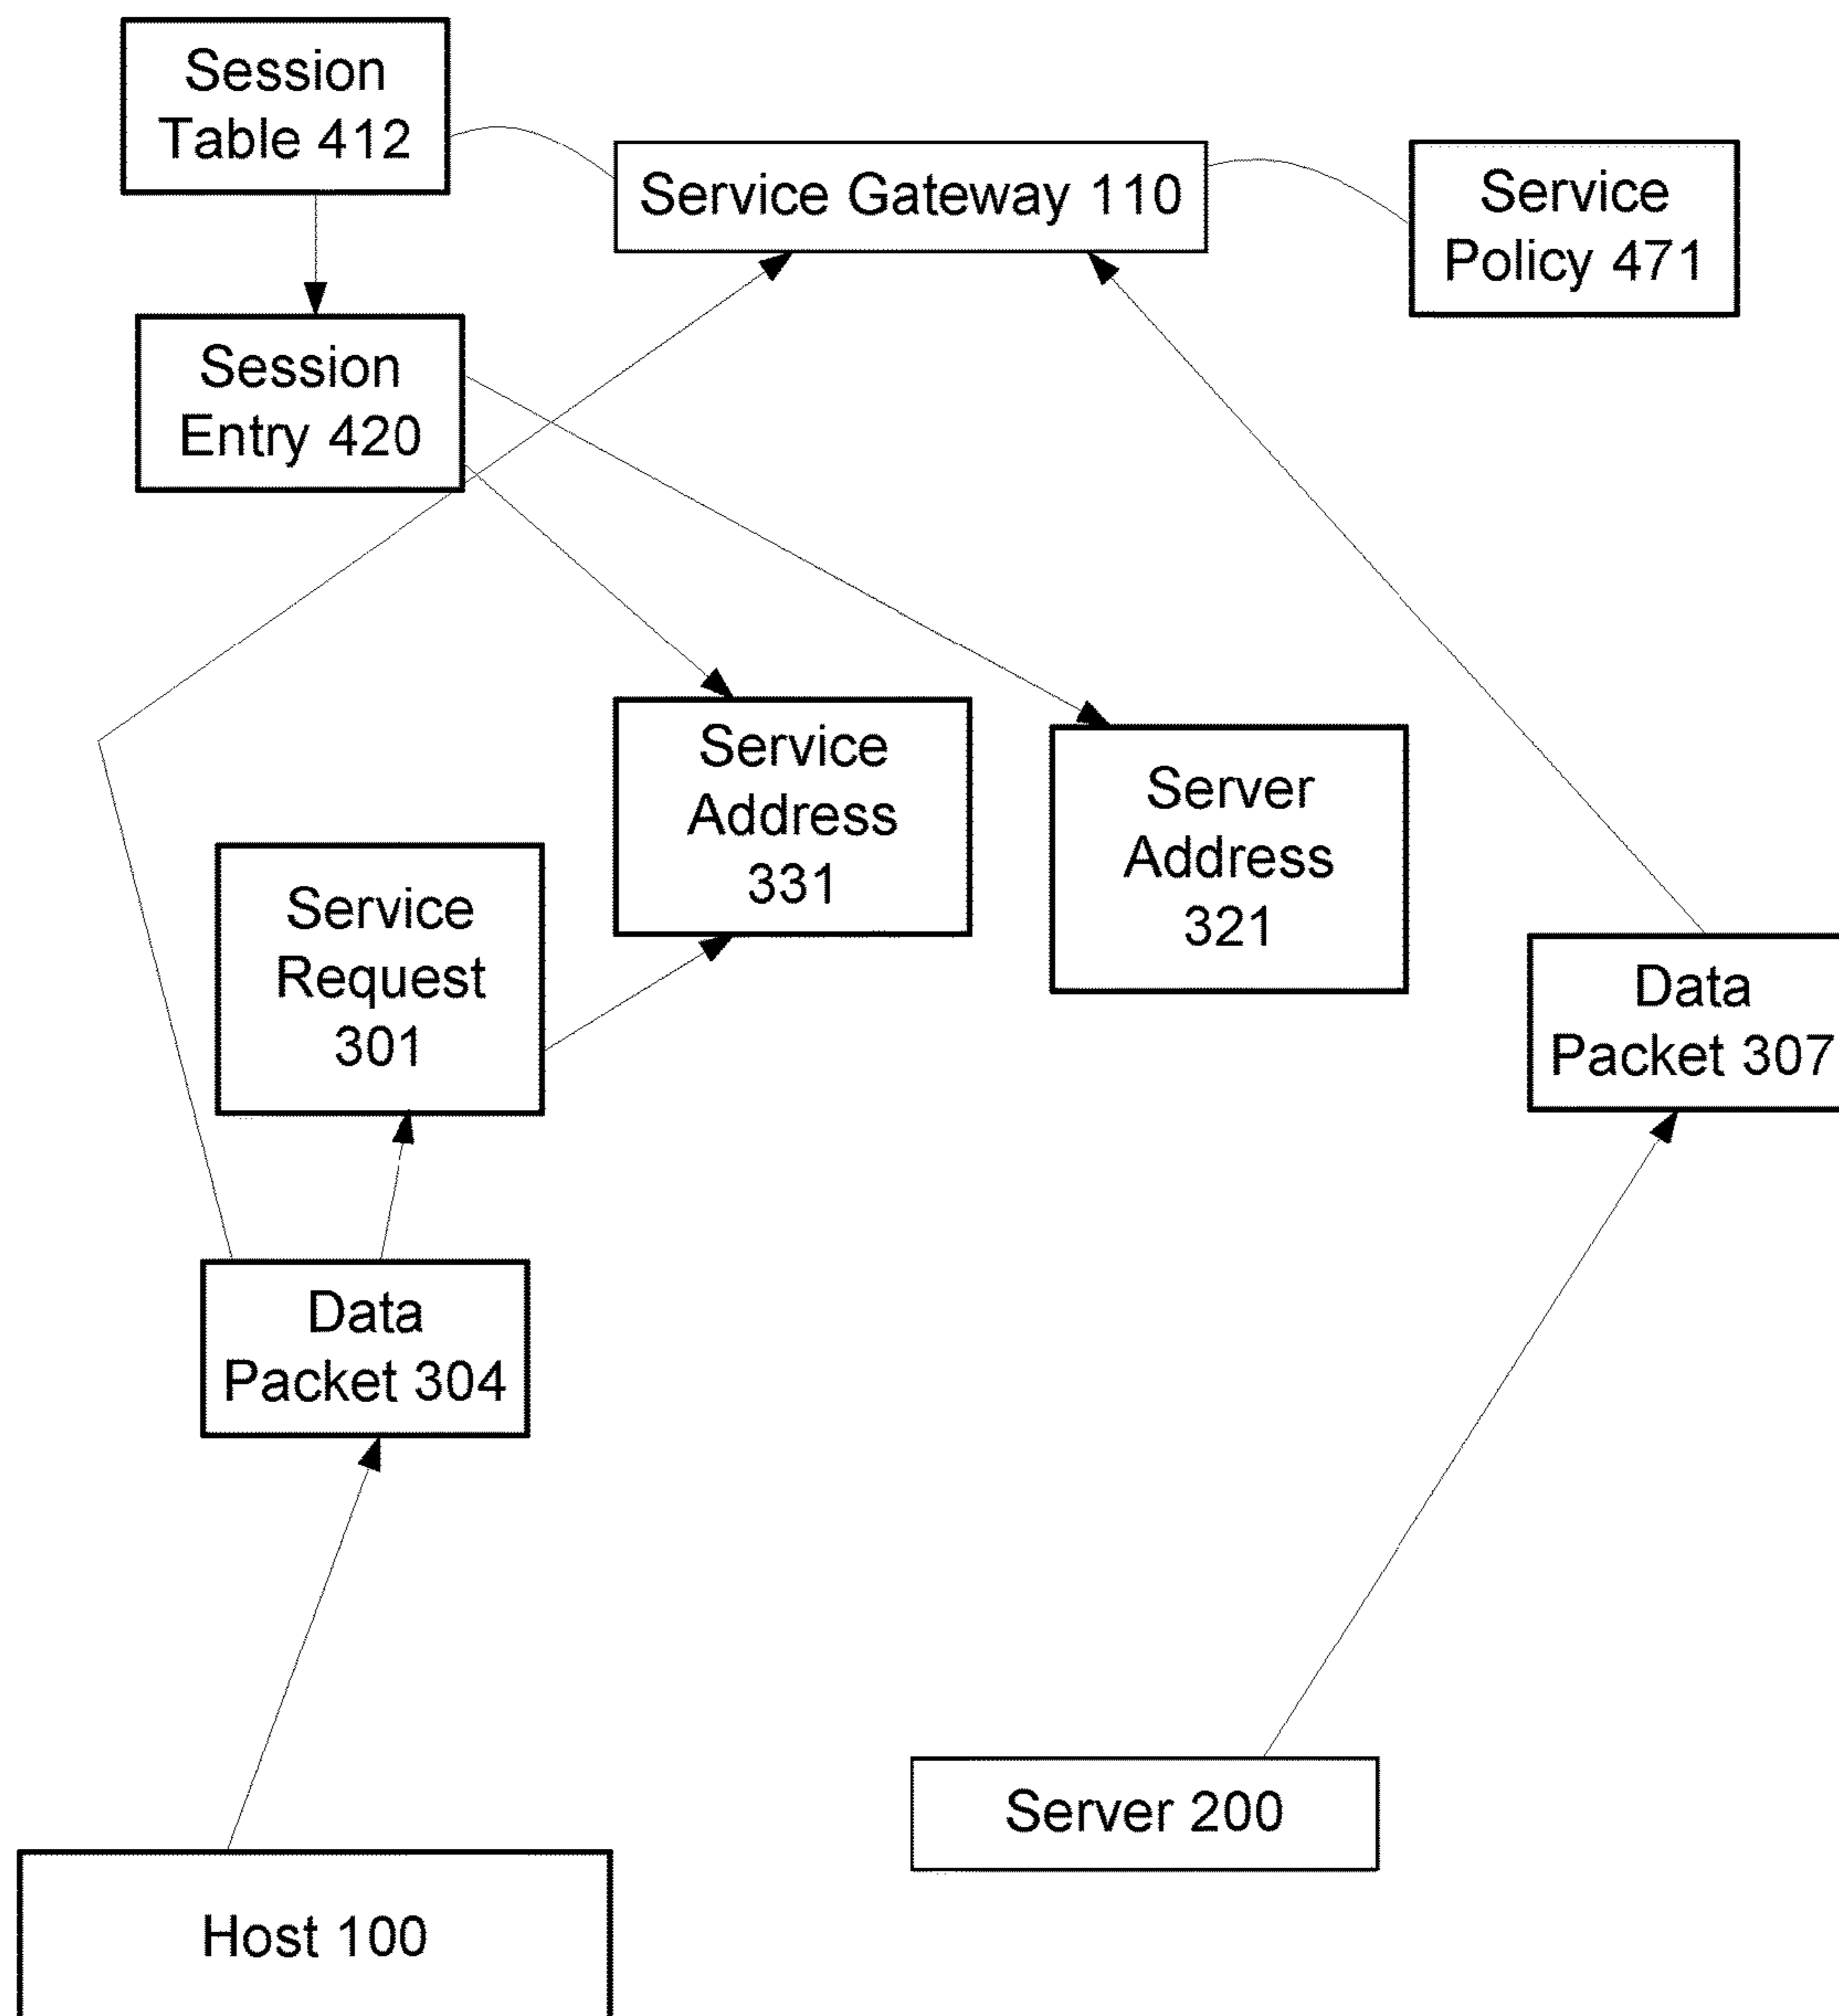 Session
Table 412
Service Gateway 110
Service
Policy 471
Session
Entry 420
Service
Address
331
Server
Address
321
Service
Request
301
Data
Packet 307
Data
Packet 304
Server 200
Host 100